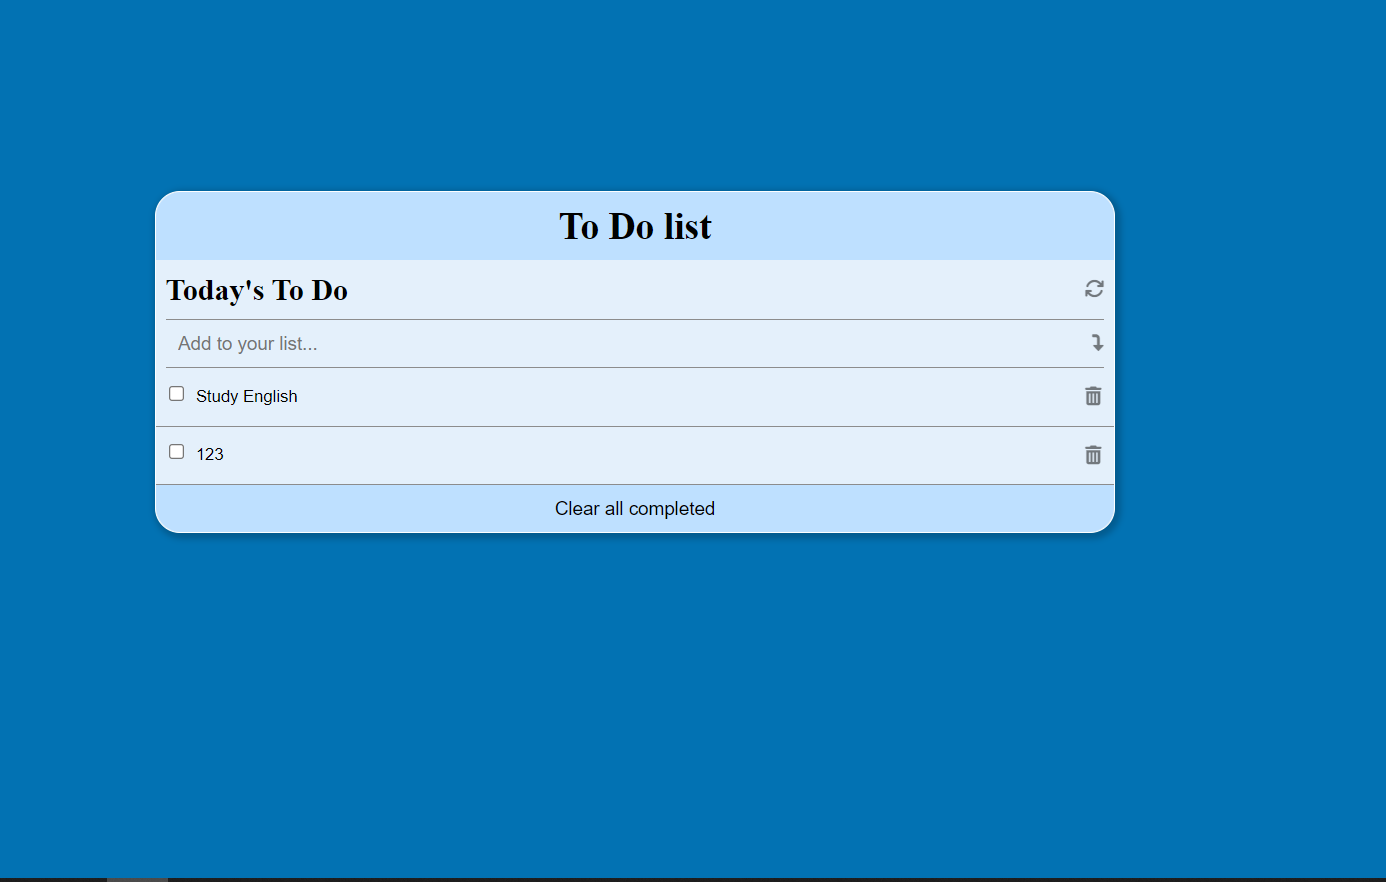 To Do list
Today's To Do
Add to your list...
Study English
123
Clear all completed